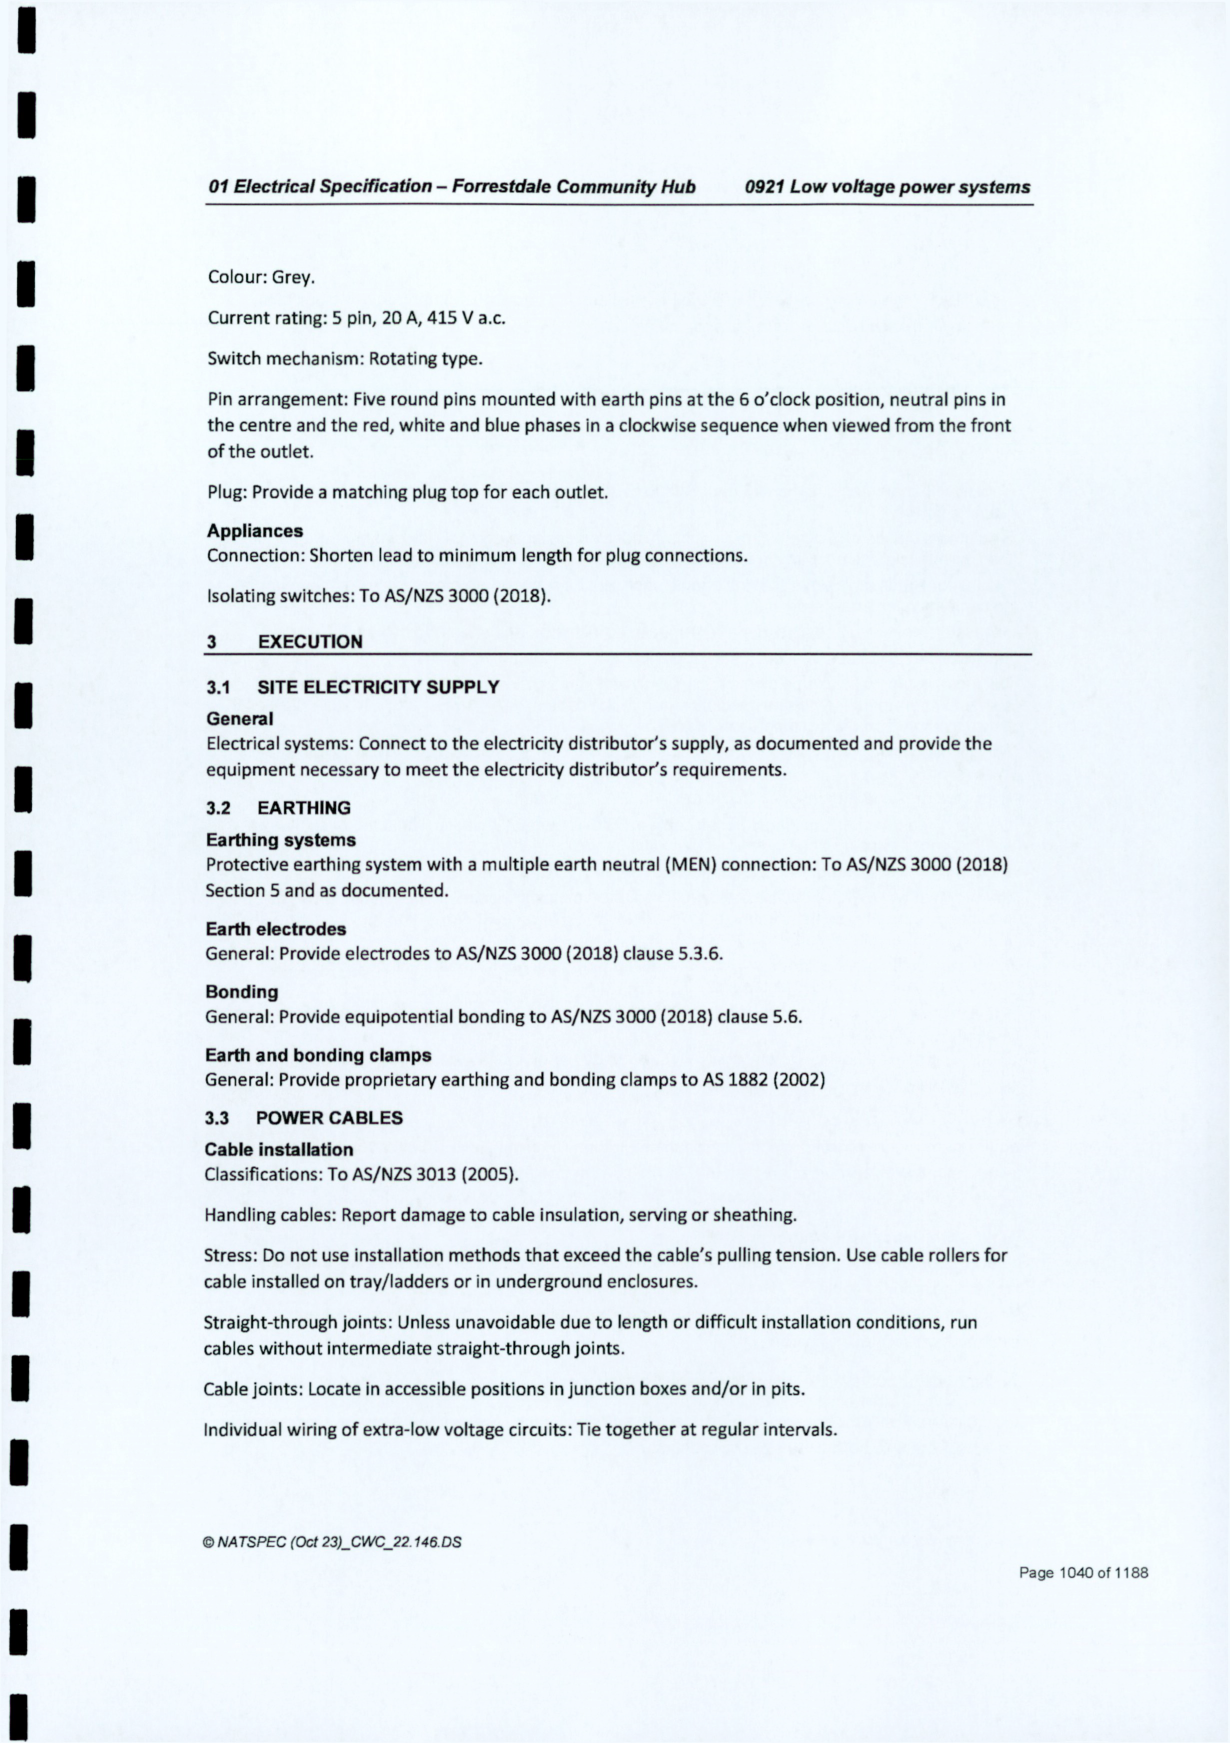 01 Electrical Specification – Forrestdale Community Hub 0921 Low voltage power systems
Colour: Grey.
Current rating: 5 pin, 20 A, 415 V a.c.
Switch mechanism: Rotating type.
Pin arrangement: Five round pins mounted with earth pins at the 6 o’clock position, neutral pins in
the centre and the red, white and blue phases in a clockwise sequence when viewed from the front
of the outlet.
Plug: Provide a matching plug top for each outlet.
Appliances
Connection: Shorten lead to minimum length for plug connections.
Isolating switches: To AS/NZS 3000 (2018).
3 EXECUTION
3.1 SITE ELECTRICITY SUPPLY
General
Electrical systems: Connect to the electricity distributor’s supply, as documented and provide the
equipment necessary to meet the electricity distributor’s requirements.
3.2 EARTHING
Earthing systems
Protective earthing system with a multiple earth neutral (MEN) connection: To AS/NZS 3000 (2018)
Section 5 and as documented.
Earth electrodes
General: Provide electrodes to AS/NZS 3000 (2018) clause 5.3.6.
Bonding
General: Provide equipotential bonding to AS/NZS 3000 (2018) clause 5.6.
Earth and bonding clamps
General: Provide proprietary earthing and bonding clamps to AS 1882 (2002)
3.3 POWER CABLES
Cable installation
Classifications: To AS/NZS 3013 (2005).
Handling cables: Report damage to cable insulation, serving or sheathing.
Stress: Do not use installation methods that exceed the cable’s pulling tension. Use cable rollers for
cable installed on tray/ladders or in underground enclosures.
Straight-through joints: Unless unavoidable due to length or difficult installation conditions, run
cables without intermediate straight-through joints.
Cable joints: Locate in accessible positions in junction boxes and/or in pits.
Individual wiring of extra-low voltage circuits: Tie together at regular intervals.
© NATSPEC (Oct 23)_CWC_22.146.DS
Page 1040 of 1188